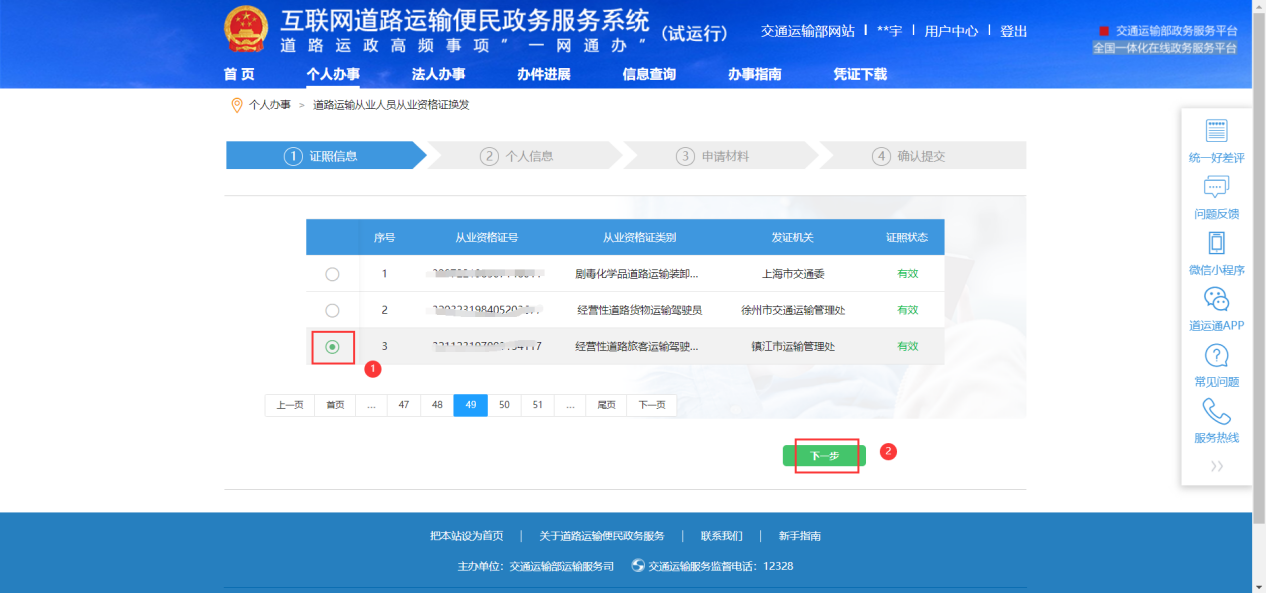 互联网道路运输便民政务服务系统 (试运行)
道路运政高频事项“一网通办”
交通运输部网站 | **宇 | 用户中心 | 登出
交通运输部政务服务平台
全国一体化在线政务服务平台
首页 个人办事 法人办事 办件进展 信息查询 办事指南 凭证下载
个人办事 > 道路运输从业人员从业资格证换发
1 证照信息 2 个人信息 3 申请材料 4 确认提交
序号 从业资格证号 从业资格证类别 发证机关 证照状态
1 剧毒化学品道路运输装卸... 上海市交通委 有效
2 经营性道路货物运输驾驶员 徐州市交通运输管理处 有效
3 经营性道路旅客运输驾驶... 镇江市运输管理处 有效
1
上一页 首页 ... 47 48 49 50 51 ... 尾页 下一页
下一步 2
统一好差评
问题反馈
微信小程序
道运通APP
常见问题
服务热线
把本站设为首页 | 关于道路运输便民政务服务 | 联系我们 | 新手指南
主办单位：交通运输部运输服务司 交通运输服务监督电话：12328